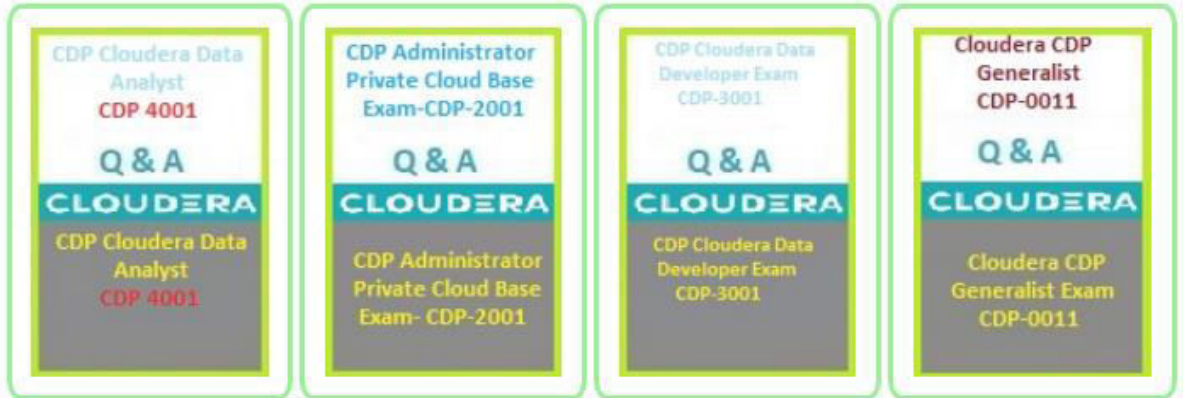 CDP Cloudera Data
Analyst
CDP 4001
Q & A
CLOUDERA
CDP Cloudera Data
Analyst
CDP 4001
CDP Administrator
Private Cloud Base
Exam-CDP-2001
Q & A
CLOUDERA
CDP Administrator
Private Cloud Base
Exam- CDP-2001
CDP Cloudera Data
Developer Exam
CDP-3001
Q & A
CLOUDERA
CDP Cloudera Data
Developer Exam
CDP-3001
Cloudera CDP
Generalist
CDP-0011
Q & A
CLOUDERA
Cloudera CDP
Generalist Exam
CDP-0011